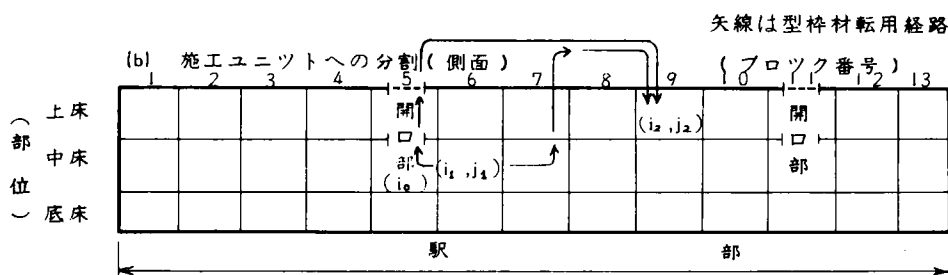 矢線は型枠材転用経路
(b) 施工ユニツトへの分割(側面)
(ブロツク番号)
1 2 3 4 5 6 7 8 9 10 11 12 13
(部位)
上床
中床
底床
開口部
(i₀)
(i₁,j₁)
(i₂,j₂)
開口部
駅部